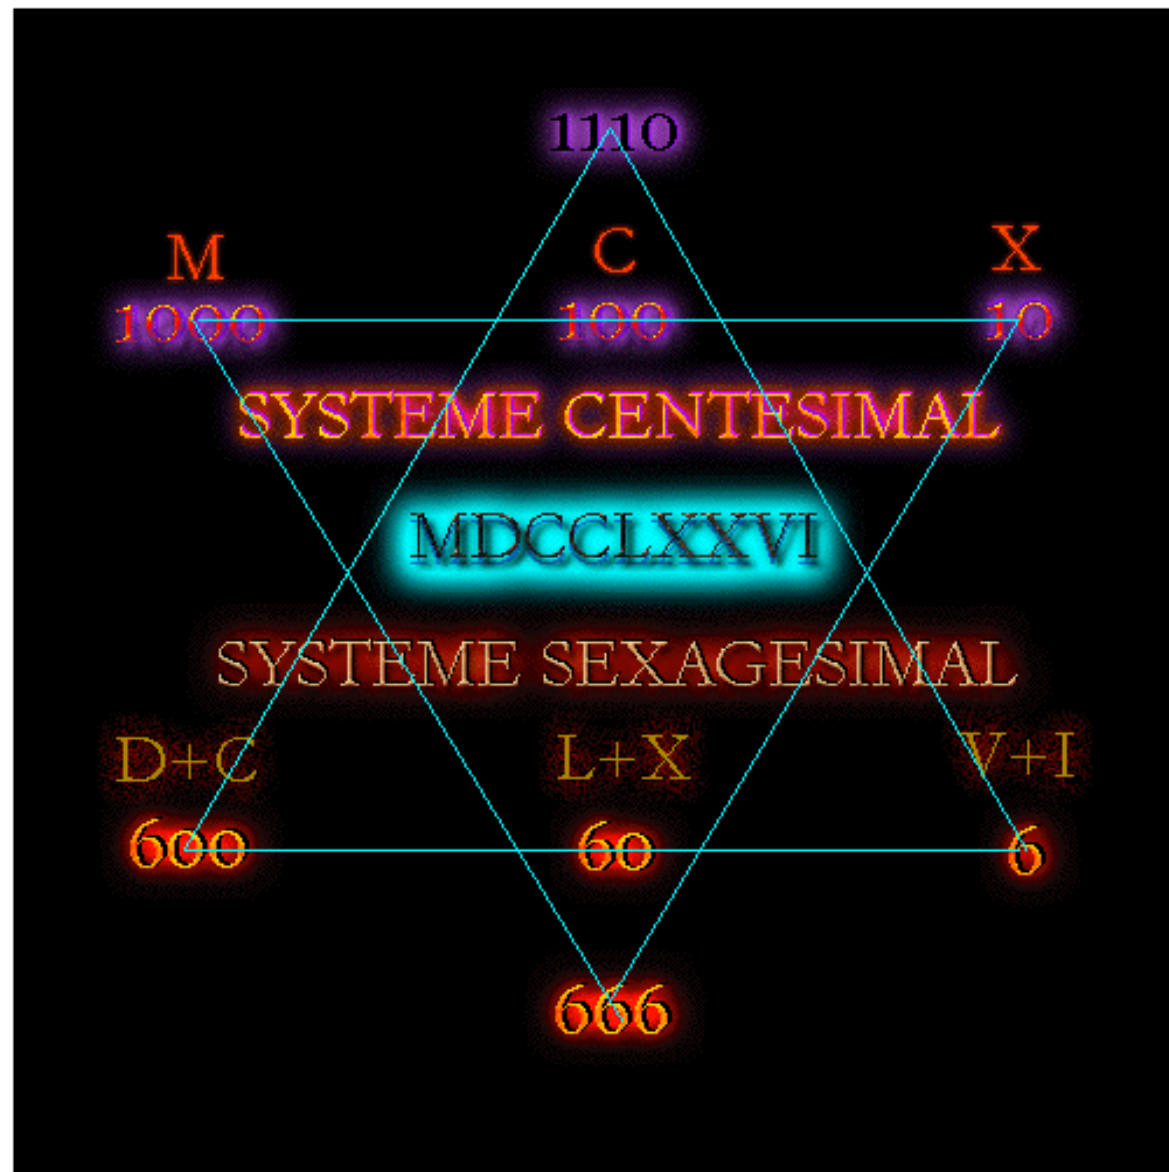 1110
M C X
1000 100 10
SYSTEME CENTESIMAL
MDCCLXXVI
SYSTEME SEXAGESIMAL
D+C L+X V+I
600 60 6
666